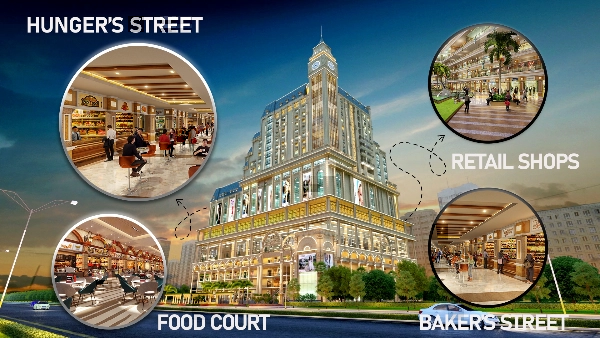 HUNGER'S STREET
RETAIL SHOPS
FOOD COURT
BAKER'S STREET